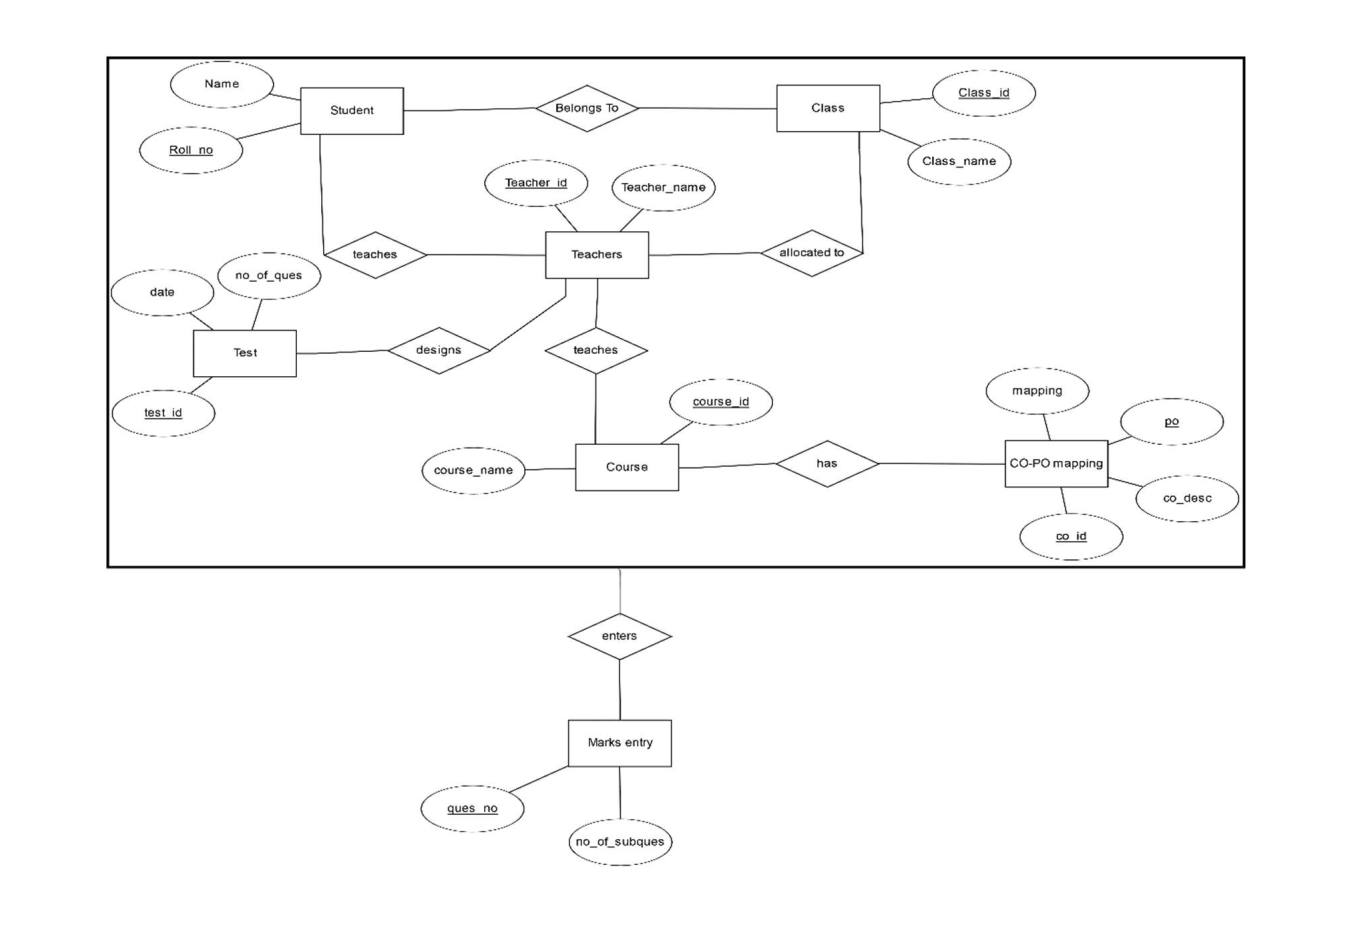 Name
Student
Belongs To
Class
Class_id
Roll_no
Class_name
Teacher_id
Teacher_name
teaches
Teachers
allocated to
no_of_ques
date
Test
designs
teaches
test_id
course_id
mapping
po
course_name
Course
has
CO-PO mapping
co_desc
co_id
enters
Marks entry
ques_no
no_of_subques